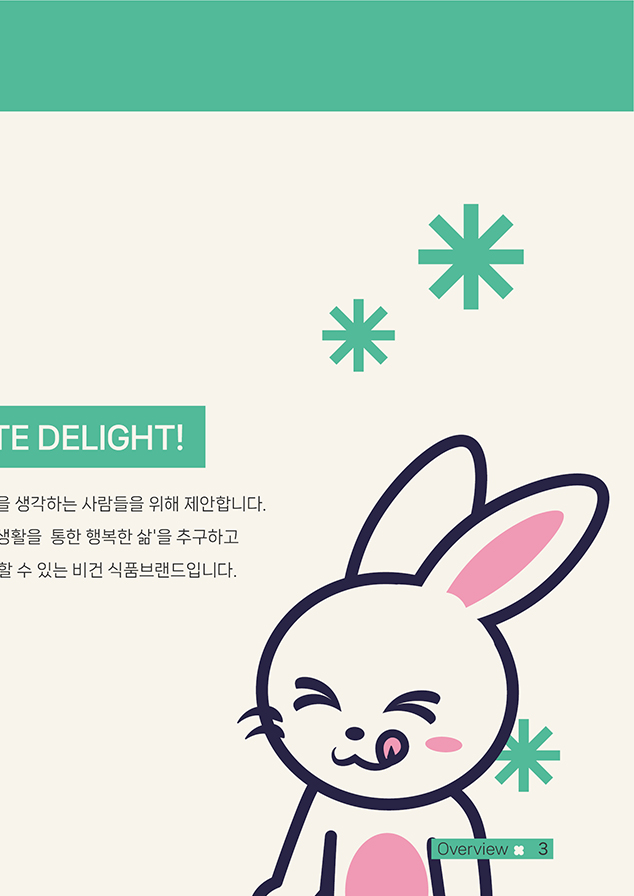 TE DELIGHT!
을 생각하는 사람들을 위해 제안합니다.
생활을 통한 행복한 삶'을 추구하고
할 수 있는 비건 식품브랜드입니다.
Overview 3